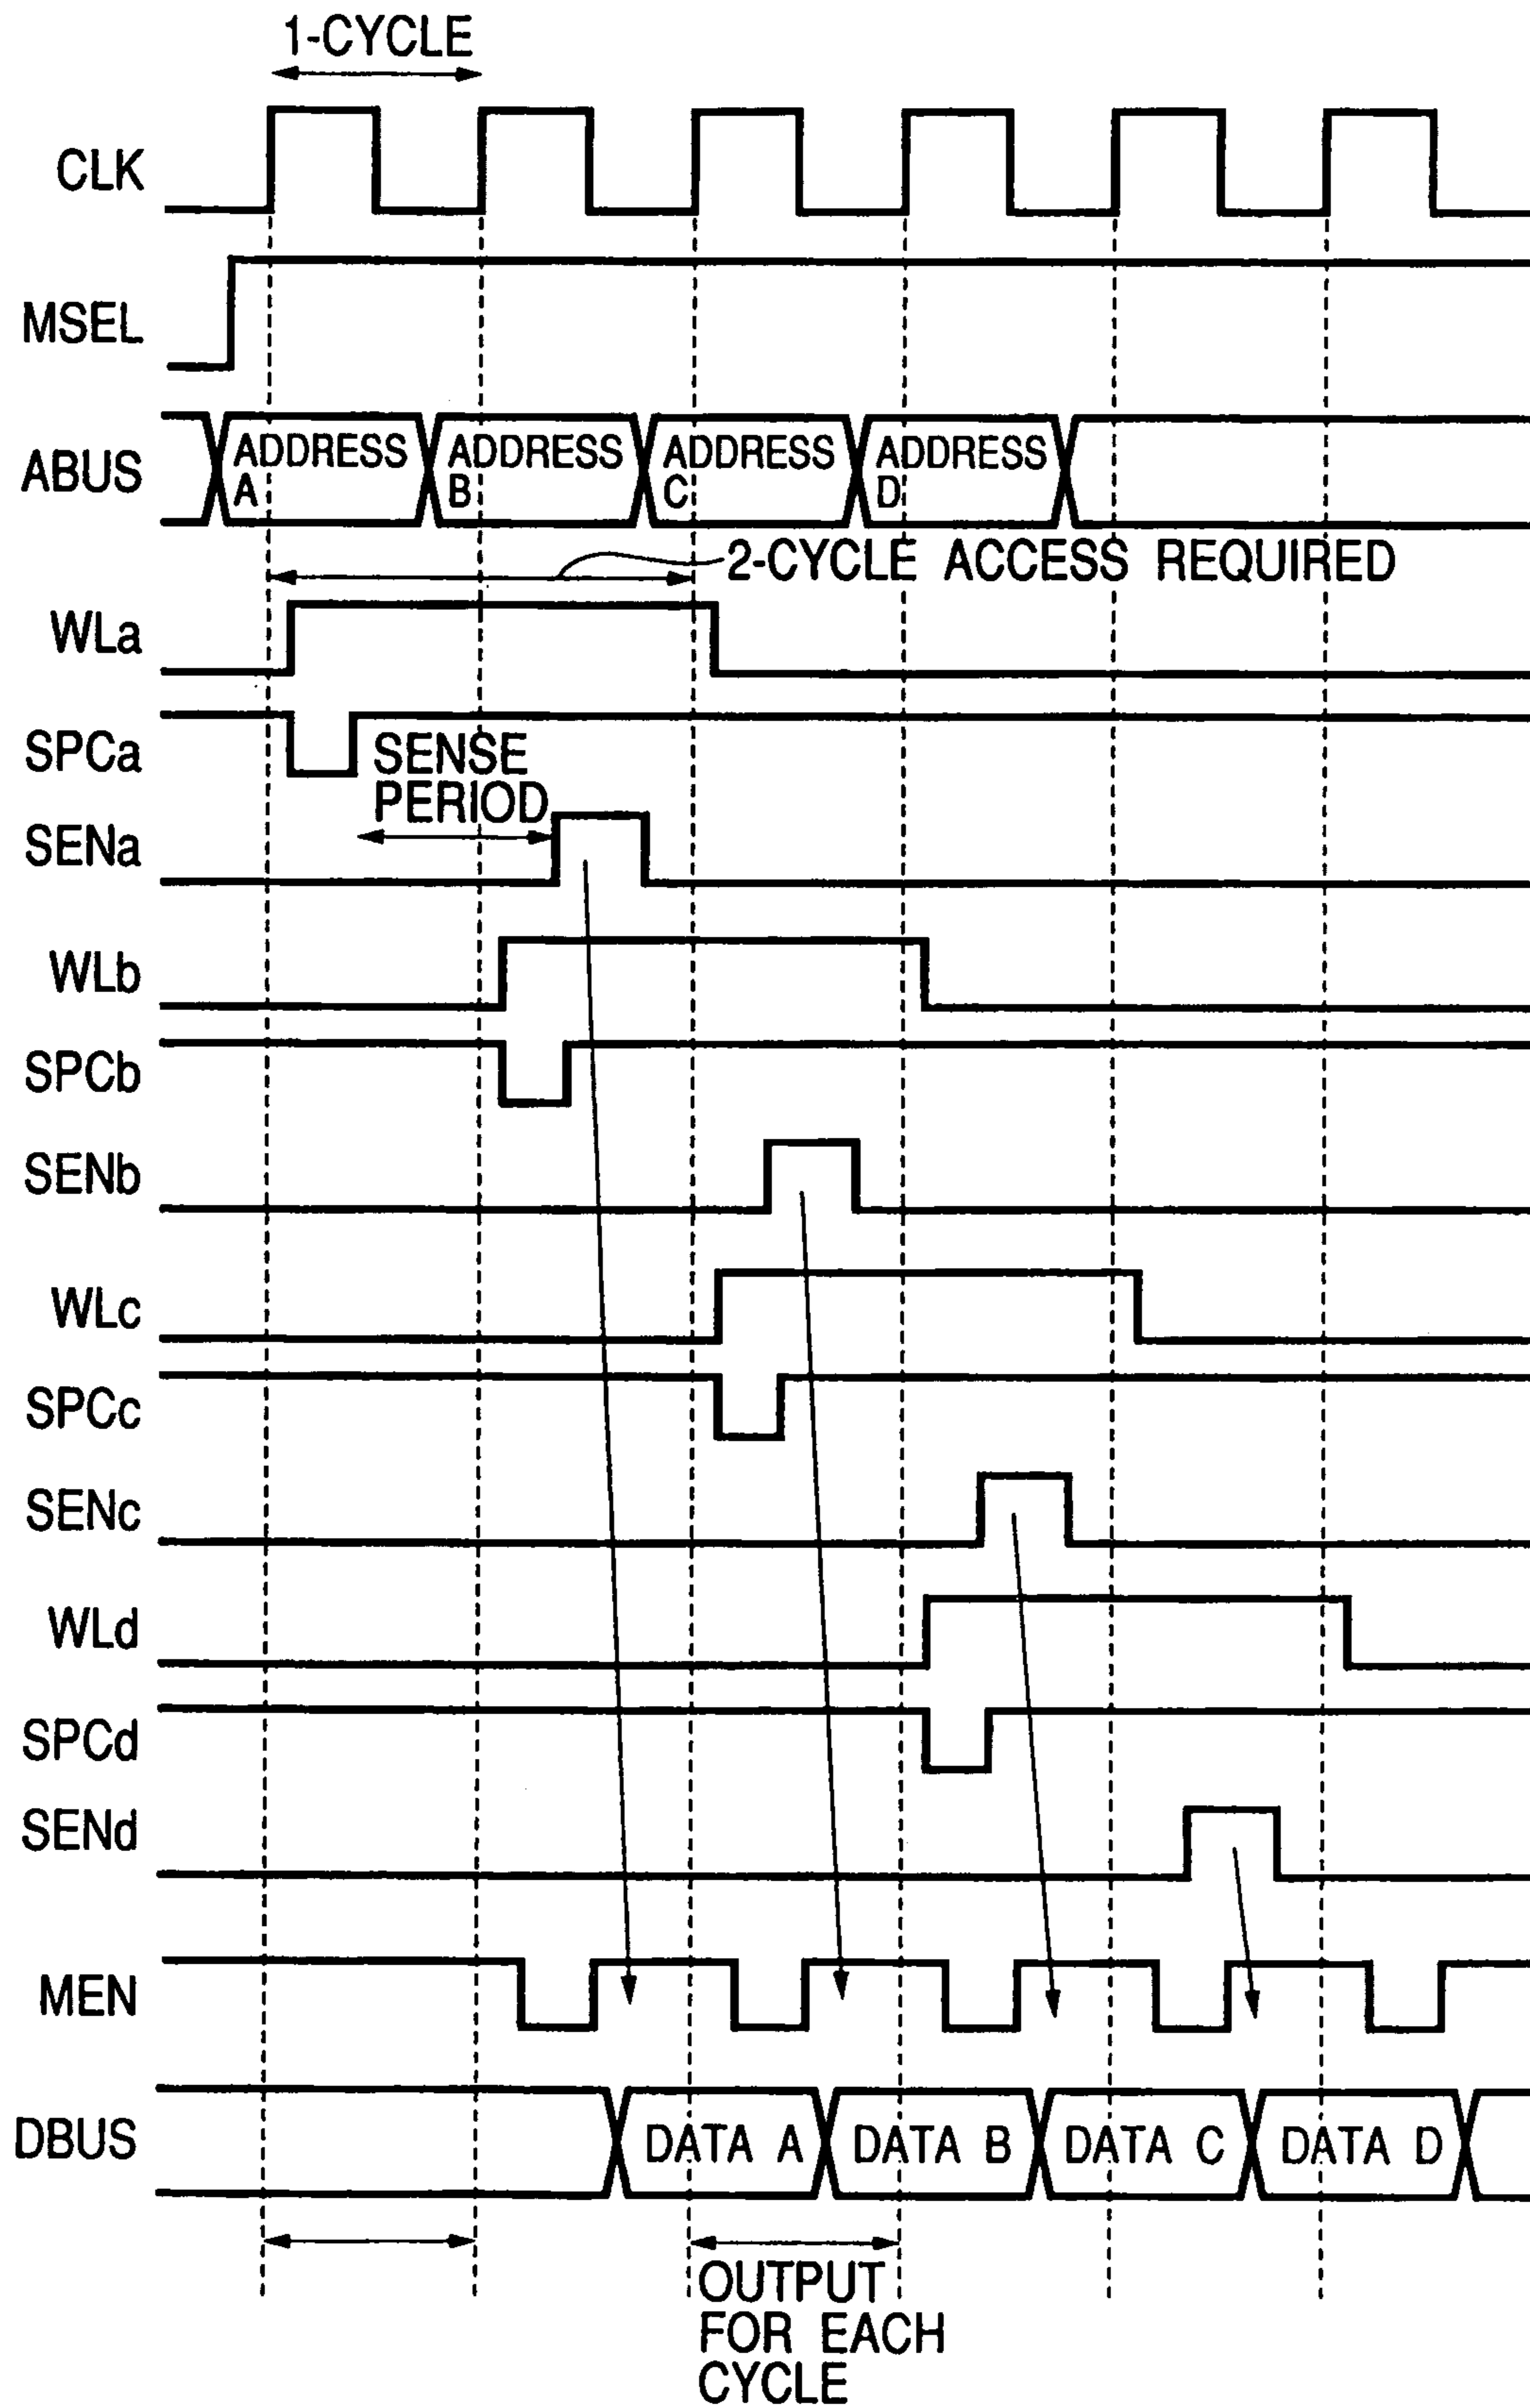 1-CYCLE
CLK
MSEL
ABUS
ADDRESS A
ADDRESS B
ADDRESS C
ADDRESS D
2-CYCLE ACCESS REQUIRED
WLa
SPCa
SENSE
PERIOD
SENa
WLb
SPCb
SENb
WLc
SPCc
SENc
WLd
SPCd
SENd
MEN
DBUS
DATA A
DATA B
DATA C
DATA D
OUTPUT
FOR EACH
CYCLE